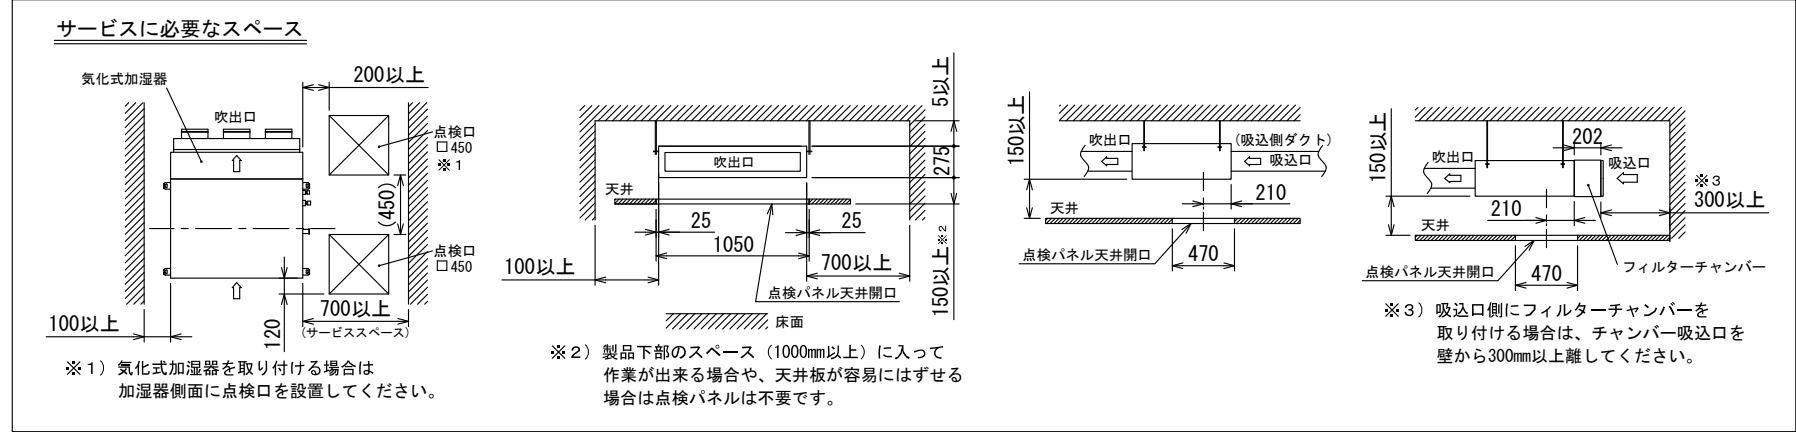 サービスに必要なスペース
気化式加湿器
200以上
吹出口
点検口
□450
※1
(450)
点検口
□450
100以上
120
700以上
(サービススペース)
※1）気化式加湿器を取り付ける場合は
加湿器側面に点検口を設置してください。
5以上
275
150以上※2
吹出口
天井
25
1050
25
100以上
700以上
点検パネル天井開口
床面
※2）製品下部のスペース（1000mm以上）に入って
作業が出来る場合や、天井板が容易にはずせる
場合は点検パネルは不要です。
150以上
吹出口
(吸込側ダクト)
吸込口
天井
210
点検パネル天井開口
470
150以上
吹出口
202
吸込口
※3
300以上
210
天井
点検パネル天井開口
470
フィルターチャンバー
※3）吸込口側にフィルターチャンバーを
取り付ける場合は、チャンバー吸込口を
壁から300mm以上離してください。